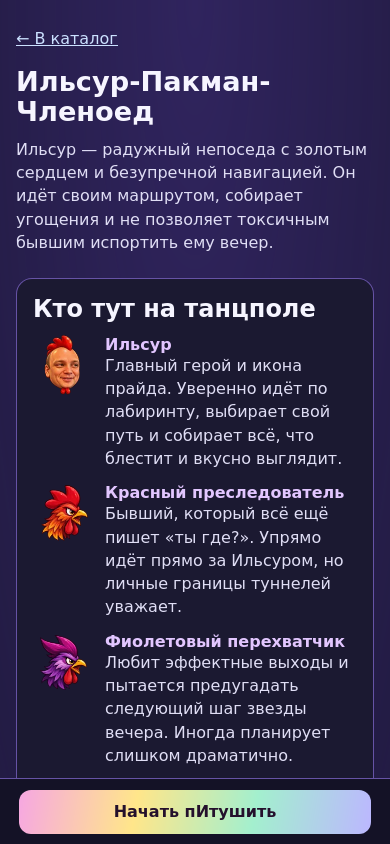 ← В каталог
Ильсур-Пакман-
Членоед
Ильсур — радужный непоседа с золотым
сердцем и безупречной навигацией. Он
идёт своим маршрутом, собирает
угощения и не позволяет токсичным
бывшим испортить ему вечер.
Кто тут на танцполе
Ильсур
Главный герой и икона
прайда. Уверенно идёт по
лабиринту, выбирает свой
путь и собирает всё, что
блестит и вкусно выглядит.
Красный преследователь
Бывший, который всё ещё
пишет «ты где?». Упрямо
идёт прямо за Ильсуром, но
личные границы туннелей
уважает.
Фиолетовый перехватчик
Любит эффектные выходы и
пытается предугадать
следующий шаг звезды
вечера. Иногда планирует
слишком драматично.
Начать пИтушить